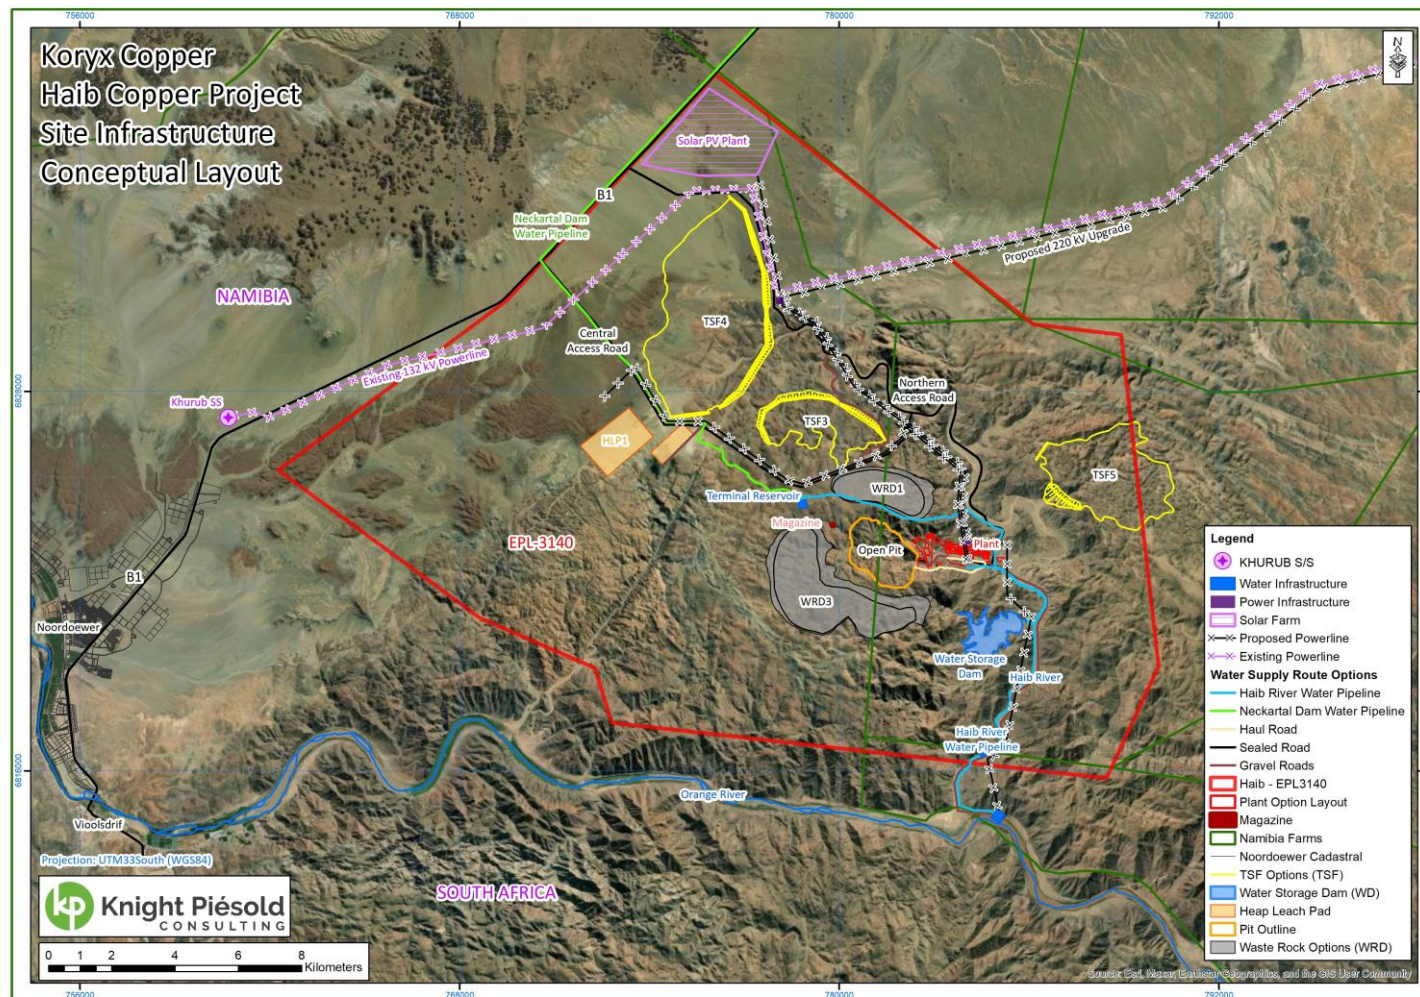 756000
768000
780000
792000
Koryx Copper
Haib Copper Project
Site Infrastructure
Conceptual Layout
N
Solar PV Plant
B1
Neckartal Dam
Water Pipeline
Proposed 220 kV Upgrade
NAMIBIA
TSF4
Central
Access Road
Existing 132 kV Powerline
6828000
Khurub SS
Northern
Access Road
TSF3
HLP1
TSF5
WRD1
Terminal Reservoir
Magazine
EPL-3140
Open Pit
Plant
B1
WRD3
Noordoewer
Water Storage
Dam
Haib River
Haib River
Water Pipeline
6816000
Orange River
Vioolsdrif
Projection: UTM33South (WGS84)
SOUTH AFRICA
Legend
KHURUB S/S
Water Infrastructure
Power Infrastructure
Solar Farm
Proposed Powerline
Existing Powerline
Water Supply Route Options
Haib River Water Pipeline
Neckartal Dam Water Pipeline
Haul Road
Sealed Road
Gravel Roads
Haib - EPL3140
Plant Option Layout
Magazine
Namibia Farms
Noordoewer Cadastral
TSF Options (TSF)
Water Storage Dam (WD)
Heap Leach Pad
Pit Outline
Waste Rock Options (WRD)
kp Knight Piésold
CONSULTING
0 1 2 4 6 8
Kilometers
Source: Esri, Maxar, Earthstar Geographics, and the GIS User Community
756000
768000
780000
792000